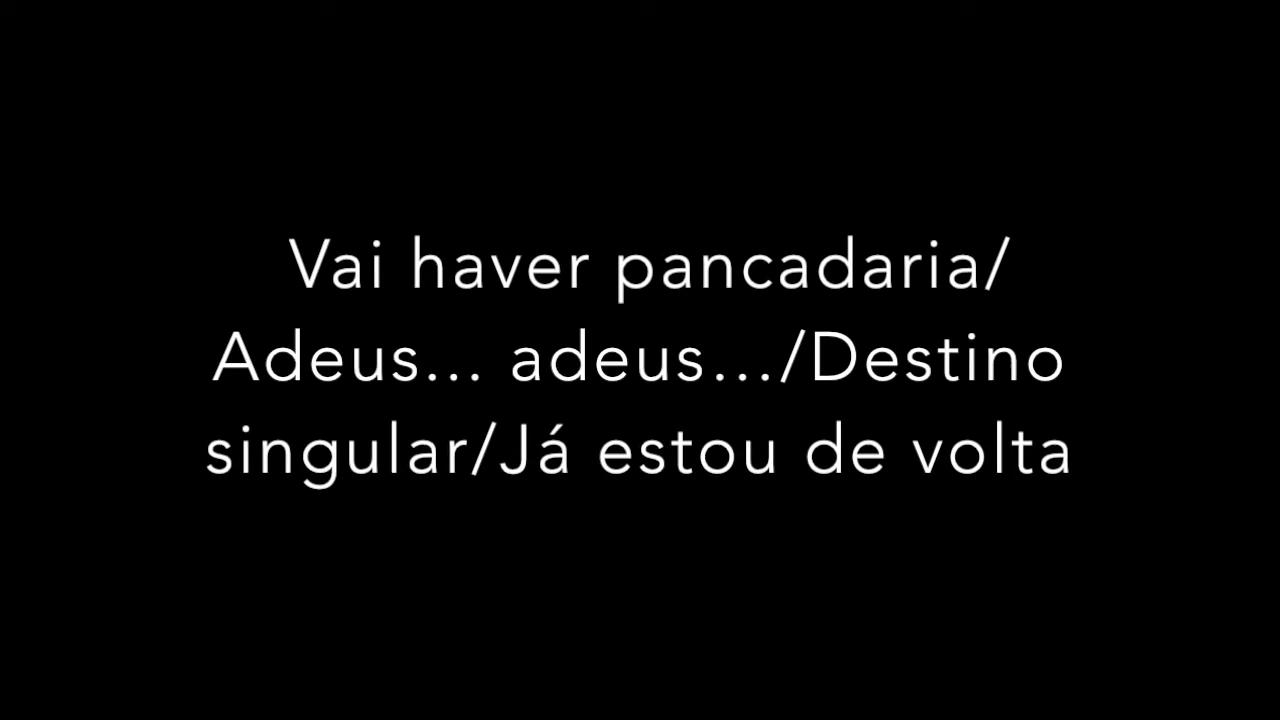 Vai haver pancadaria/
Adeus... adeus.../Destino
singular/Já estou de volta